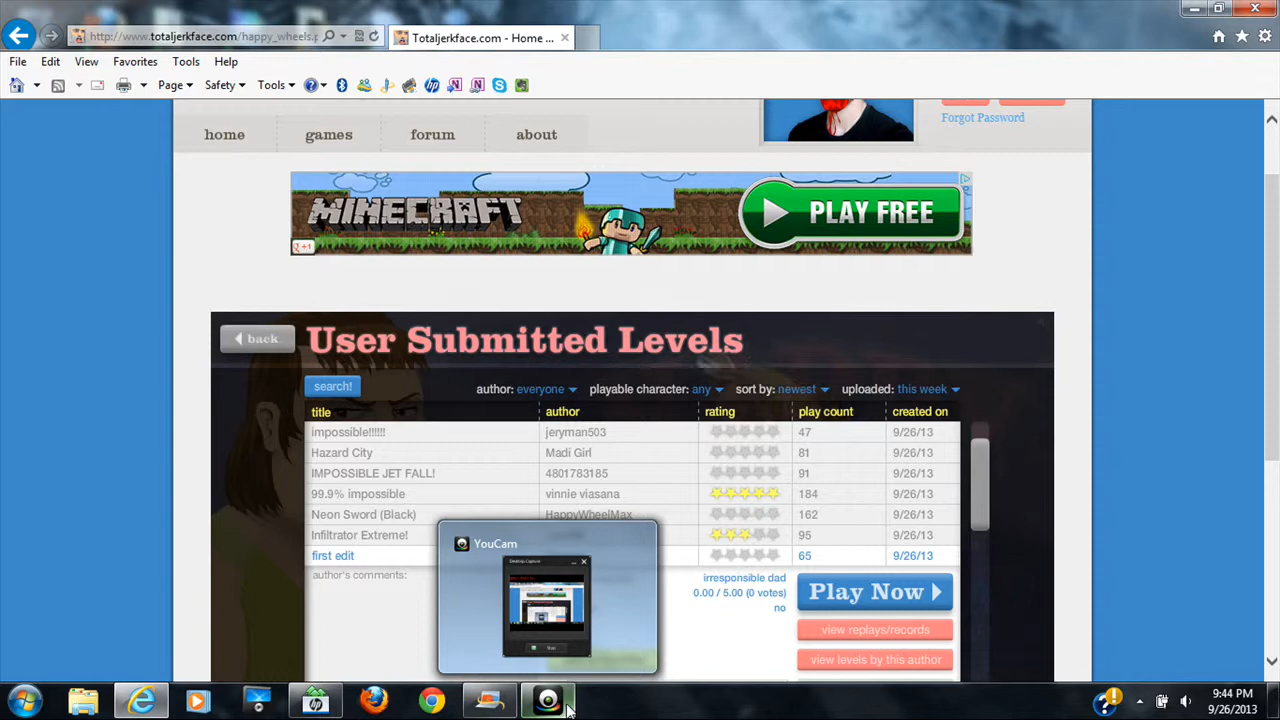 http://www.totaljerkface.com/happy_wheels.p
Totaljerkface.com - Home ...
File Edit View Favorites Tools Help
Page Safety Tools
home games forum about
Forgot Password
MINECRAFT
PLAY FREE
+1
back
User Submitted Levels
search!
author: everyone playable character: any sort by: newest uploaded: this week
title author rating play count created on
impossible!!!!!! jeryman503 47 9/26/13
Hazard City Madi Girl 81 9/26/13
IMPOSSIBLE JET FALL! 4801783185 91 9/26/13
99.9% impossible vinnie viasana 184 9/26/13
Neon Sword (Black) HappyWheelMax 162 9/26/13
Infiltrator Extreme! 95 9/26/13
first edit 65 9/26/13
author's comments:
YouCam
Desktop Capture
irresponsible dad
0.00 / 5.00 (0 votes)
no
Play Now
view replays/records
view levels by this author
9:44 PM
9/26/2013